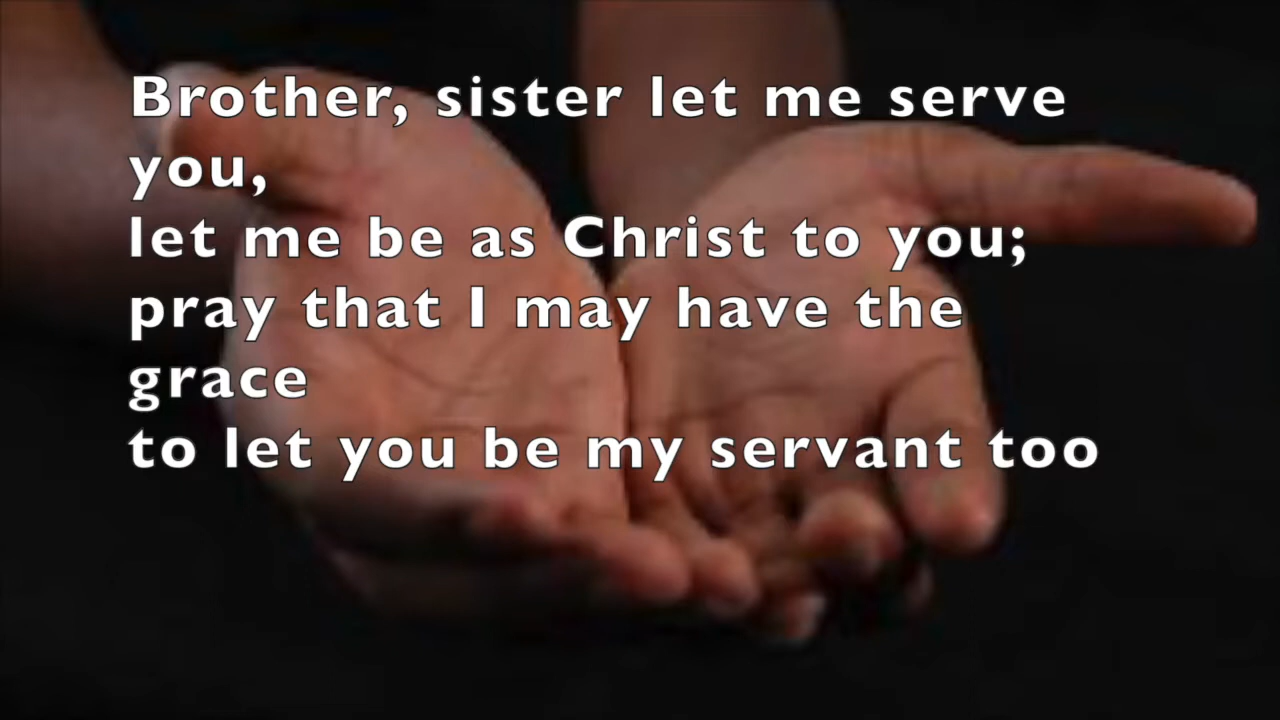 Brother, sister let me serve
you,
let me be as Christ to you;
pray that I may have the
grace
to let you be my servant too